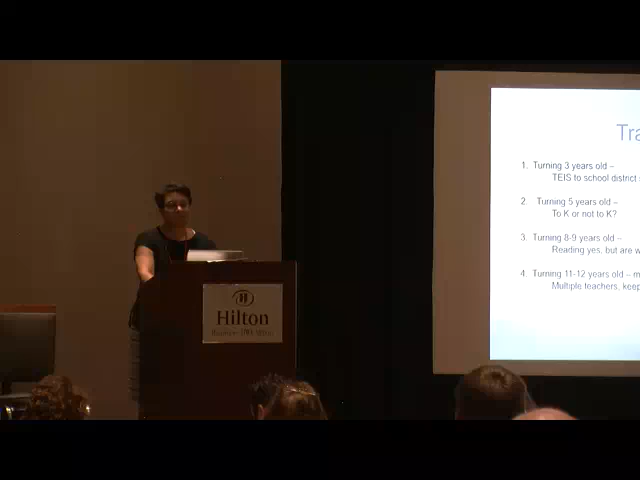 Tra
1. Turning 3 years old –
TEIS to school district
2. Turning 5 years old –
To K or not to K?
3. Turning 8-9 years old –
Reading yes, but are w
4. Turning 11-12 years old – m
Multiple teachers, keep
H
Hilton